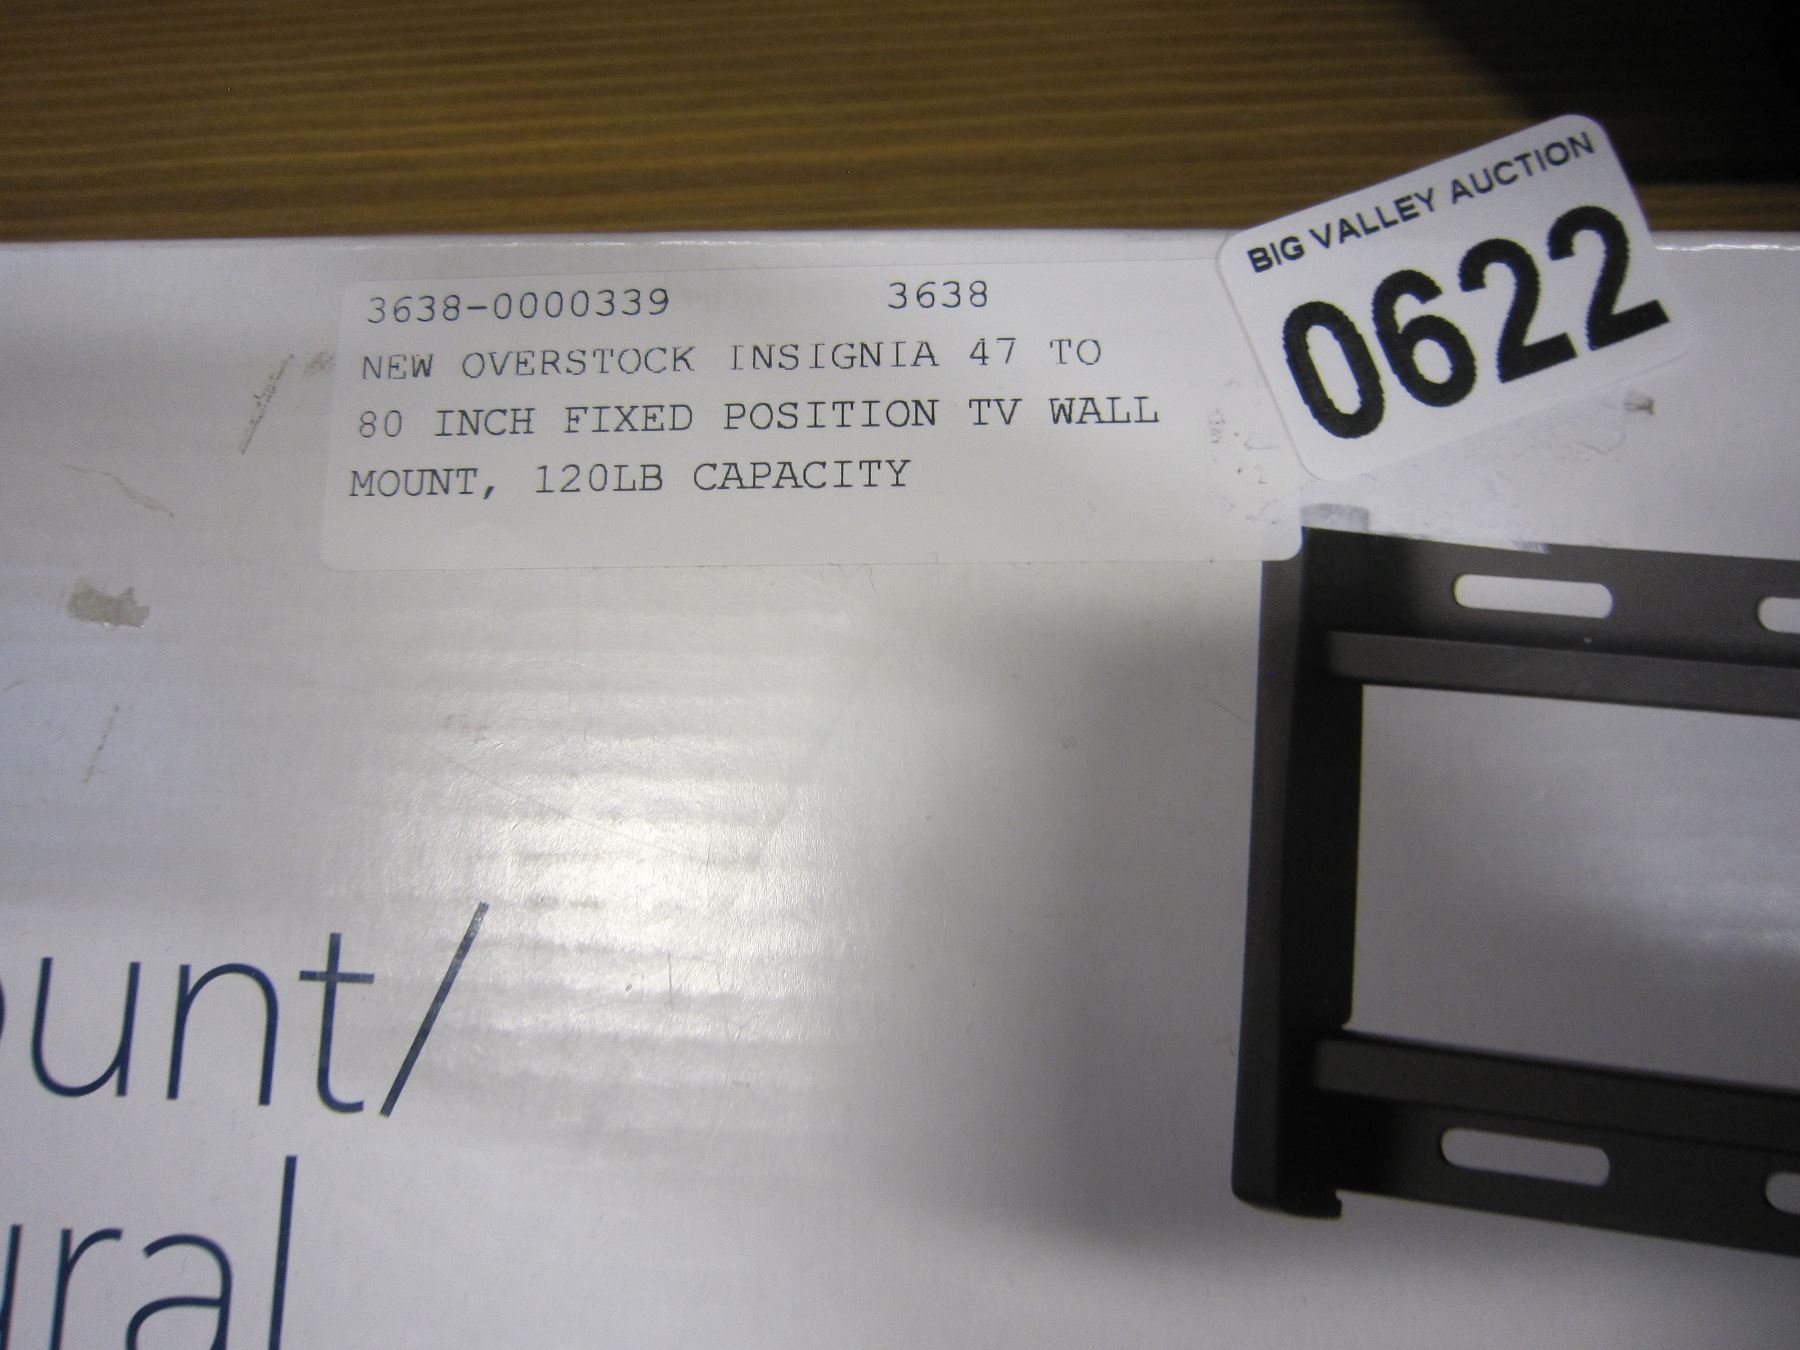 BIG VALLEY AUCTION
0622
3638-0000339 3638
NEW OVERSTOCK INSIGNIA 47 TO
80 INCH FIXED POSITION TV WALL
MOUNT, 120LB CAPACITY
ount/
ural